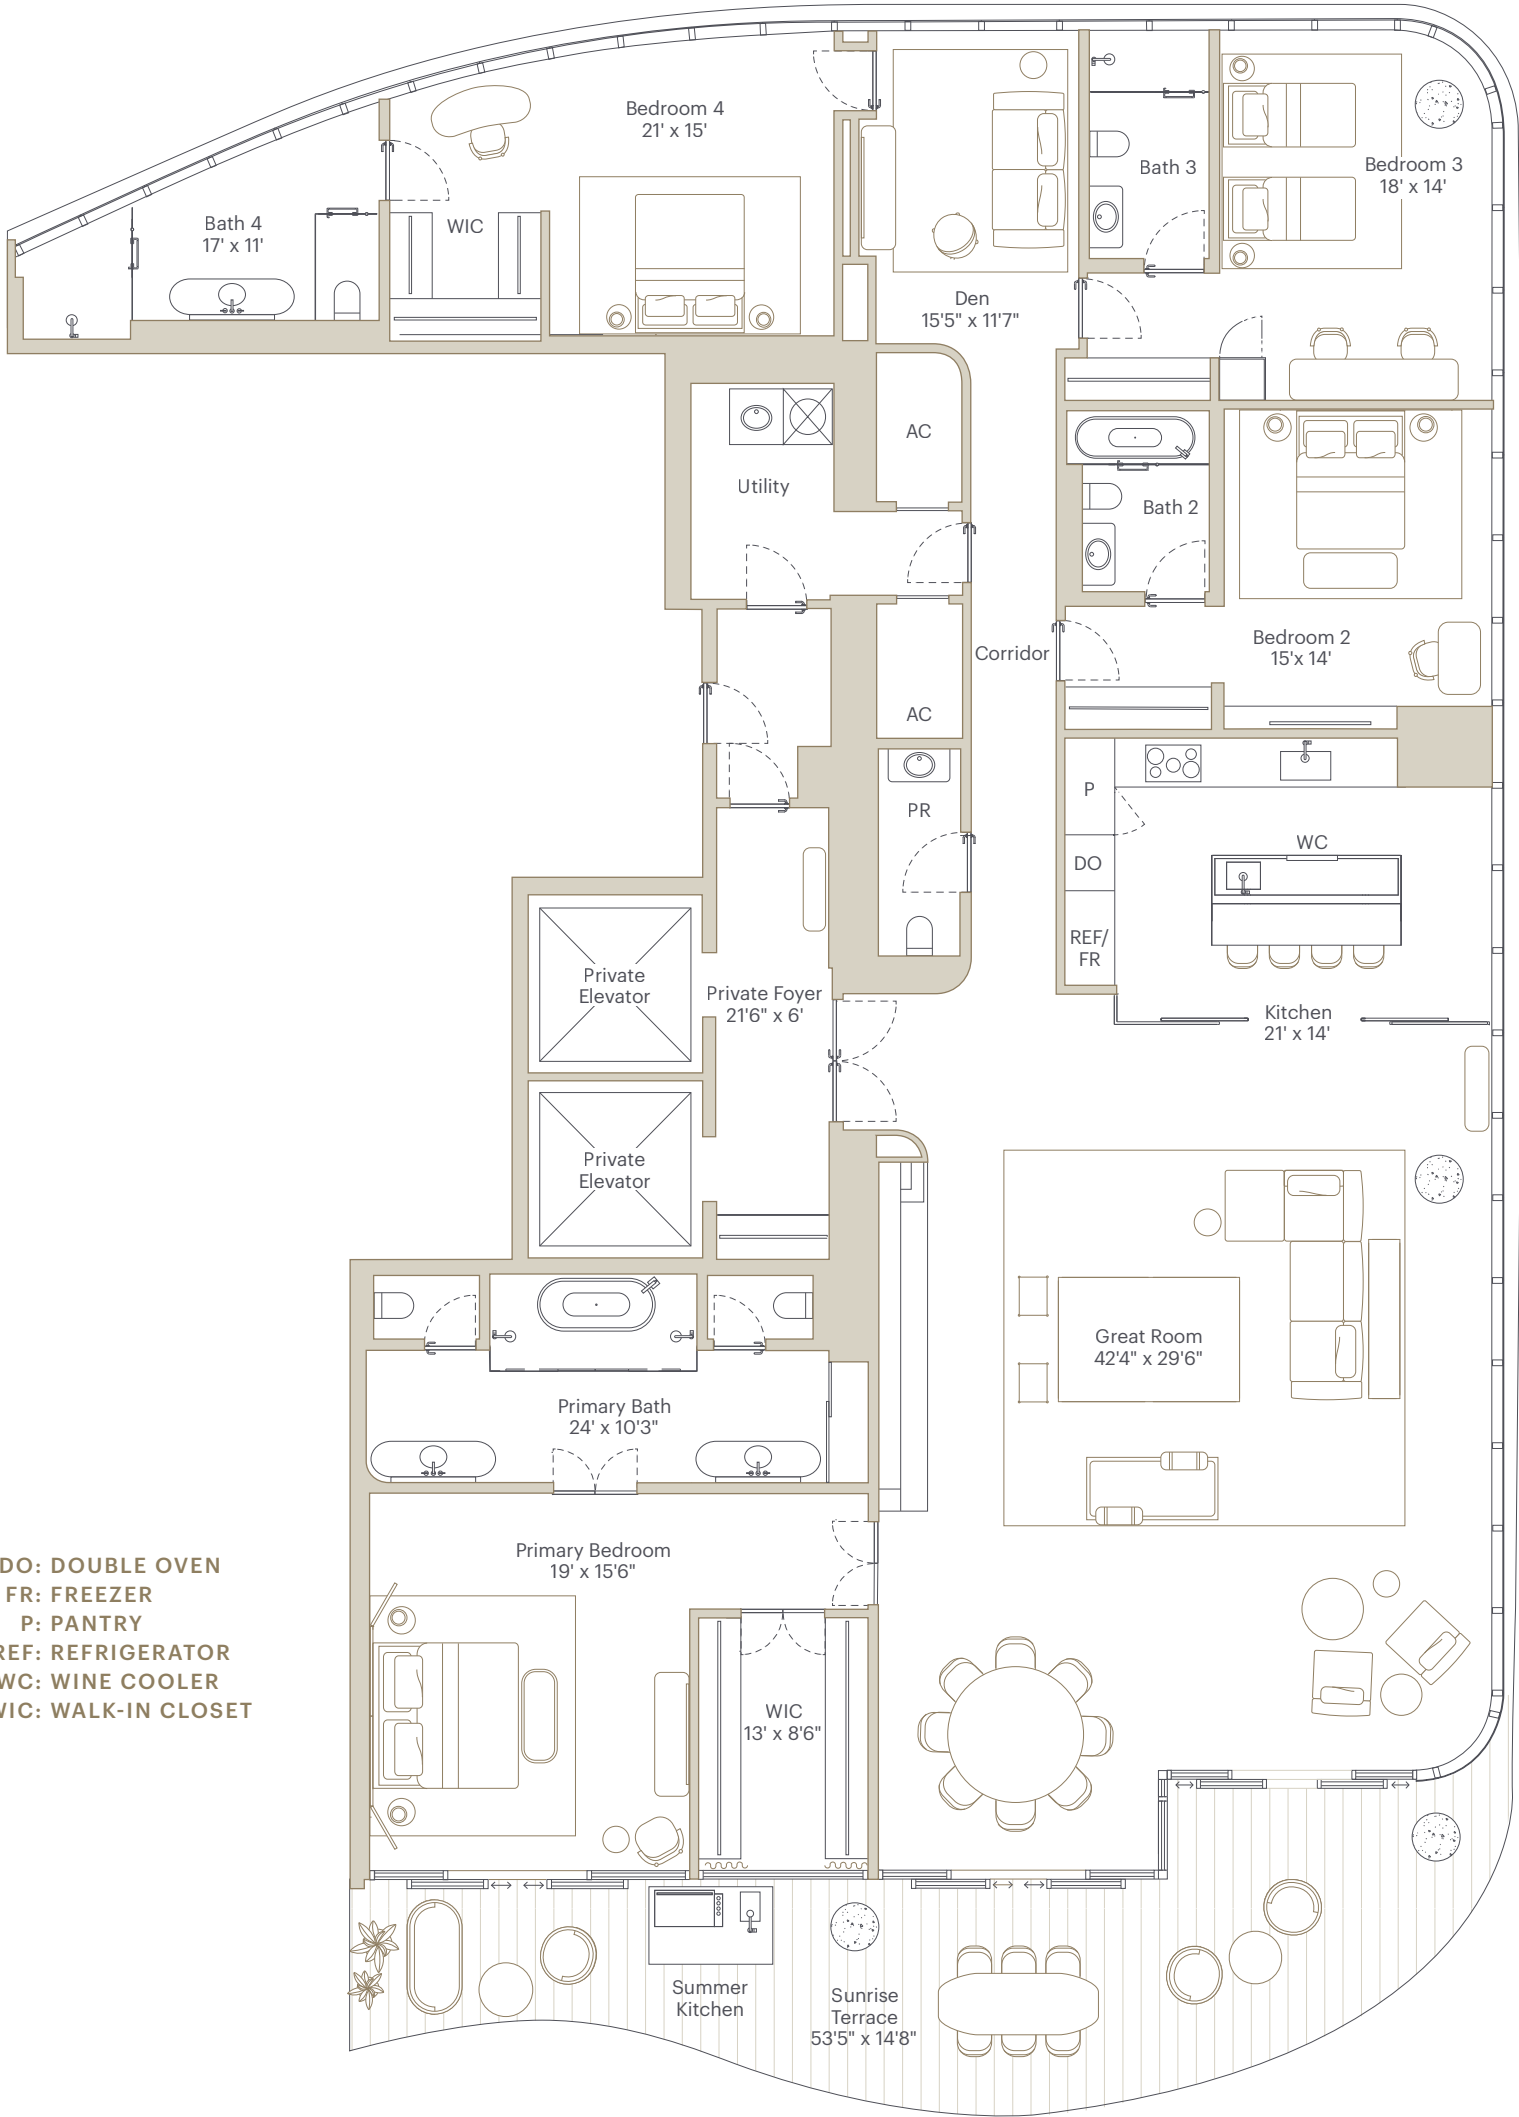 Bedroom 4
21' x 15'
Bath 3
Bedroom 3
18' x 14'
Bath 4
17' x 11'
WIC
Den
15'5" x 11'7"
AC
Utility
Bath 2
Corridor
Bedroom 2
15'x 14'
AC
P
PR
WC
DO
REF/
FR
Private
Elevator
Private Foyer
21'6" x 6'
Kitchen
21' x 14'
Private
Elevator
Great Room
42'4" x 29'6"
Primary Bath
24' x 10'3"
Primary Bedroom
19' x 15'6"
DO: DOUBLE OVEN
FR: FREEZER
P: PANTRY
REF: REFRIGERATOR
WC: WINE COOLER
WIC: WALK-IN CLOSET
WIC
13' x 8'6"
Summer
Kitchen
Sunrise
Terrace
53'5" x 14'8"